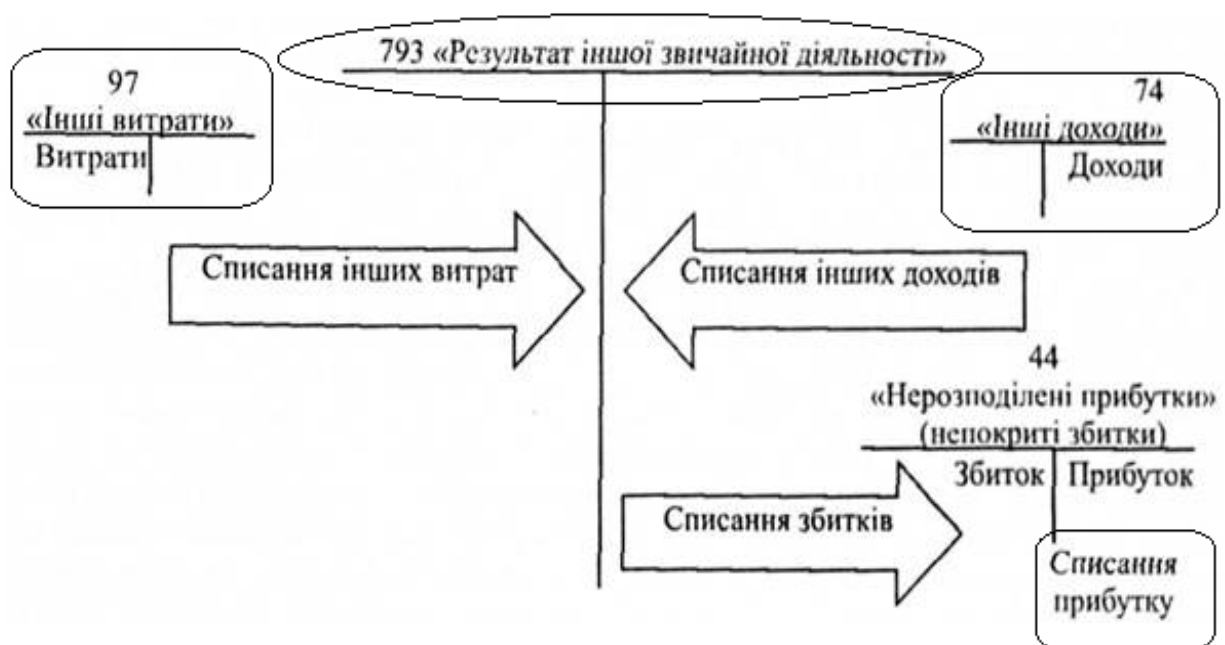 793 «Результат іншої звичайної діяльності»
97
«Інші витрати»
Витрати
74
«Інші доходи»
Доходи
Списання інших витрат
Списання інших доходів
44
«Нерозподілені прибутки»
(непокриті збитки)
Збиток Прибуток
Списання збитків
Списання
прибутку